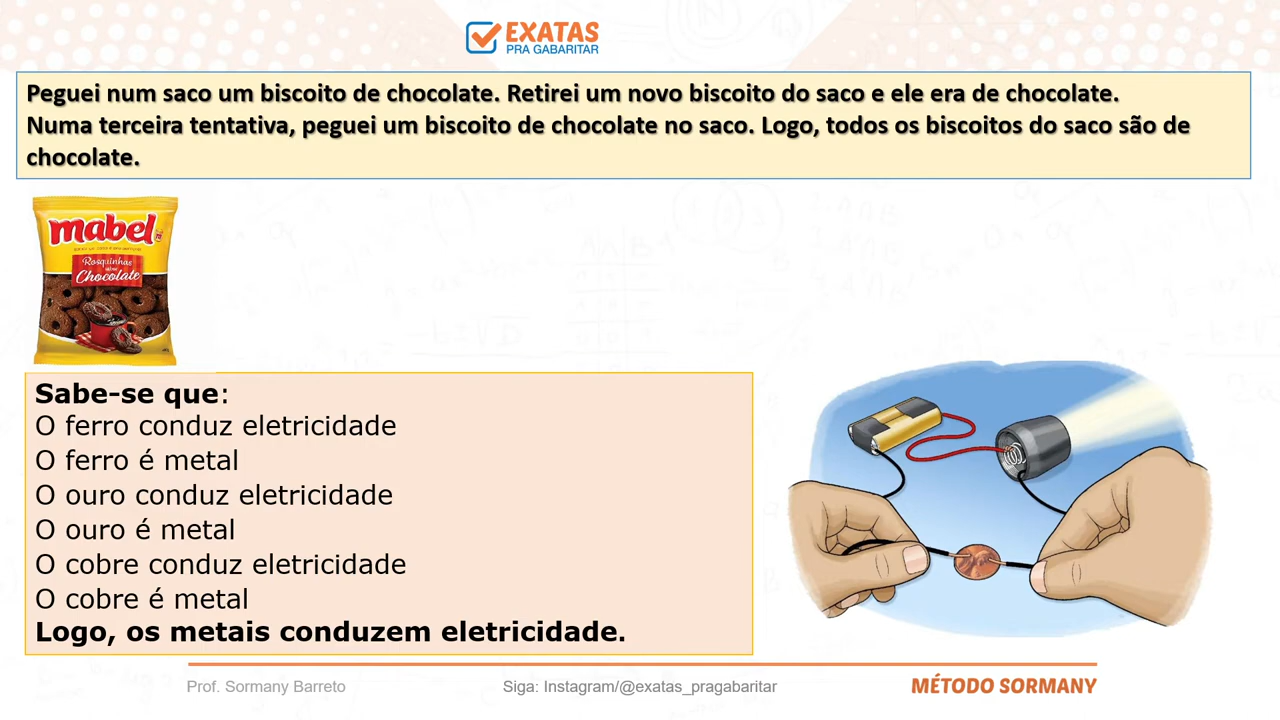 EXATAS
PRA GABARITAR
Peguei num saco um biscoito de chocolate. Retirei um novo biscoito do saco e ele era de chocolate.
Numa terceira tentativa, peguei um biscoito de chocolate no saco. Logo, todos os biscoitos do saco são de
chocolate.
mabel
Rosquinhas
Chocolate
Sabe-se que:
O ferro conduz eletricidade
O ferro é metal
O ouro conduz eletricidade
O ouro é metal
O cobre conduz eletricidade
O cobre é metal
Logo, os metais conduzem eletricidade.
Prof. Sormany Barreto
Siga: Instagram/@exatas_pragabaritar
MÉTODO SORMANY